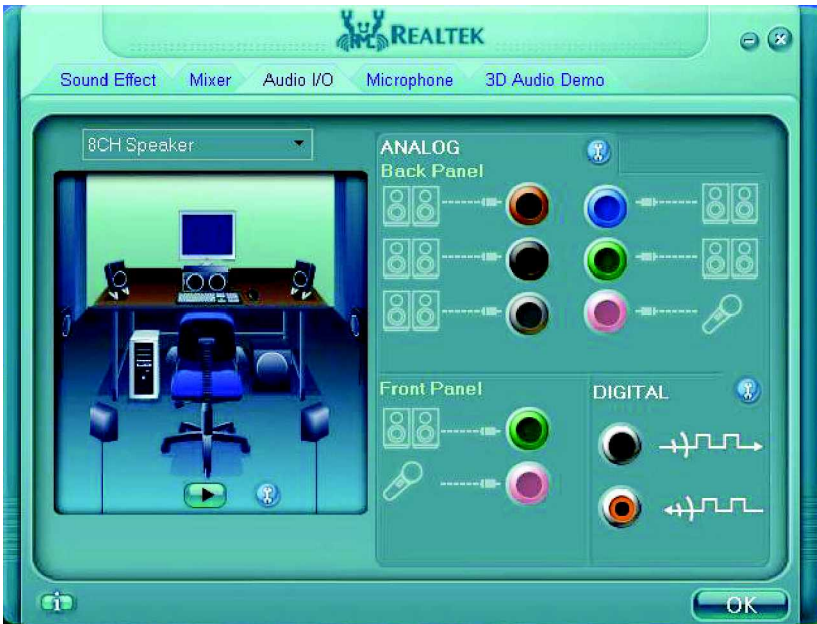 REALTEK
Sound Effect Mixer Audio I/O Microphone 3D Audio Demo
8CH Speaker
ANALOG
Back Panel
Front Panel
DIGITAL
i
OK